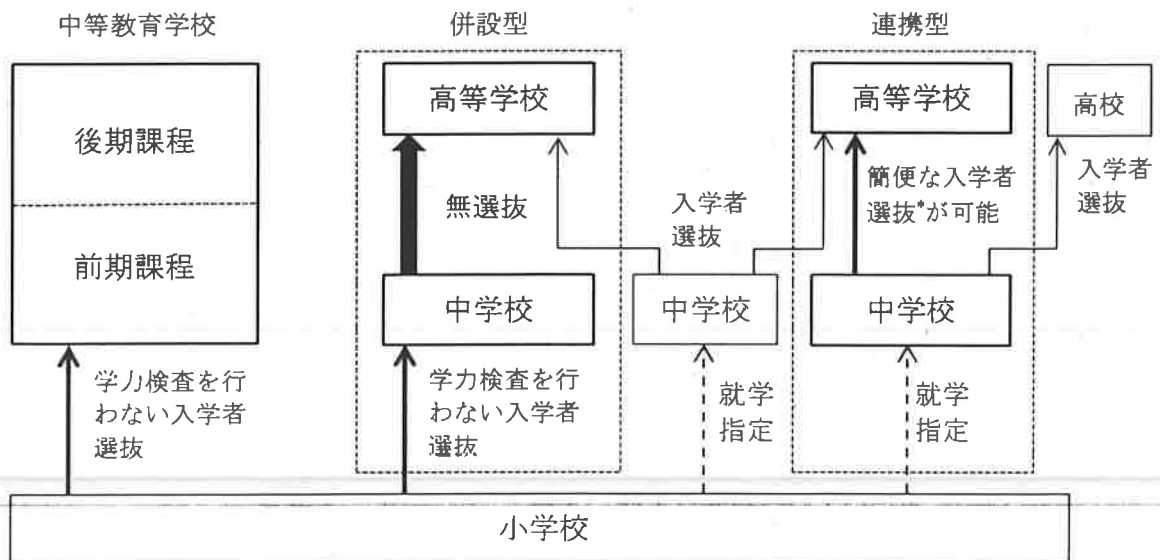 中等教育学校
併設型
連携型
後期課程
前期課程
高等学校
無選抜
中学校
入学者
選抜
中学校
高等学校
簡便な入学者
選抜*が可能
中学校
高校
入学者
選抜
学力検査を行
わない入学者
選抜
学力検査を行
わない入学者
選抜
就学
指定
就学
指定
小学校